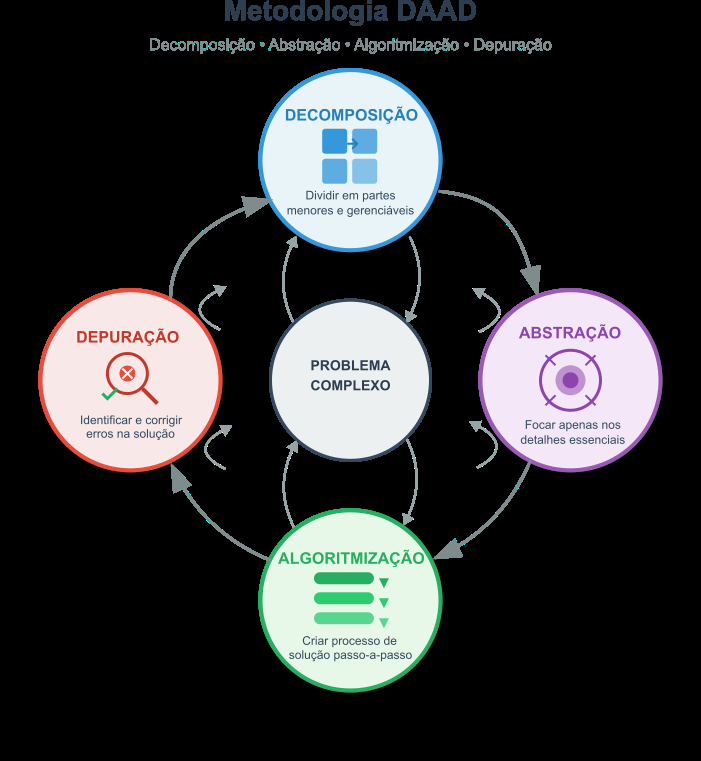 Metodologia DAAD
Decomposição • Abstração • Algoritmização • Depuração
DECOMPOSIÇÃO
Dividir em partes
menores e gerenciáveis
DEPURAÇÃO
Identificar e corrigir
erros na solução
PROBLEMA
COMPLEXO
ABSTRAÇÃO
Focar apenas nos
detalhes essenciais
ALGORITMIZAÇÃO
Criar processo de
solução passo-a-passo